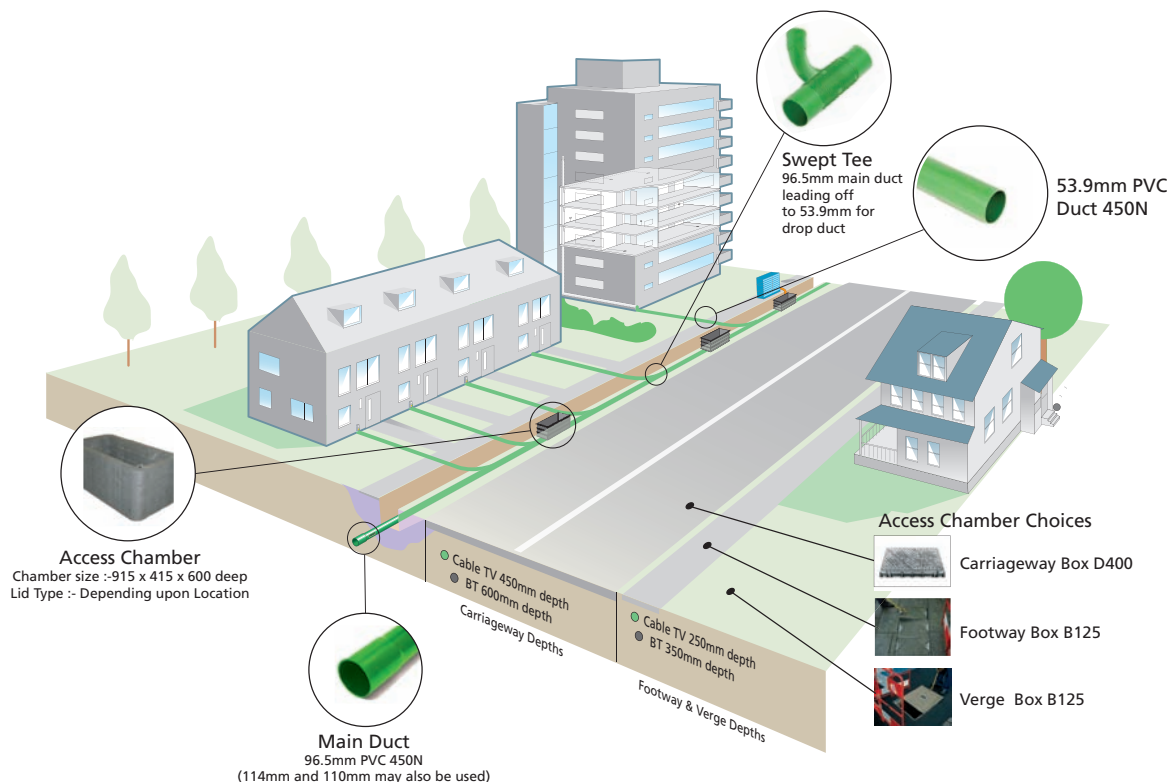 Swept Tee
96.5mm main duct
leading off
to 53.9mm for
drop duct
53.9mm PVC
Duct 450N
Access Chamber
Chamber size :-915 x 415 x 600 deep
Lid Type :- Depending upon Location
Access Chamber Choices
Carriageway Box D400
Footway Box B125
Verge Box B125
Cable TV 450mm depth
BT 600mm depth
Carriageway Depths
Cable TV 250mm depth
BT 350mm depth
Footway & Verge Depths
Main Duct
96.5mm PVC 450N
(114mm and 110mm may also be used)